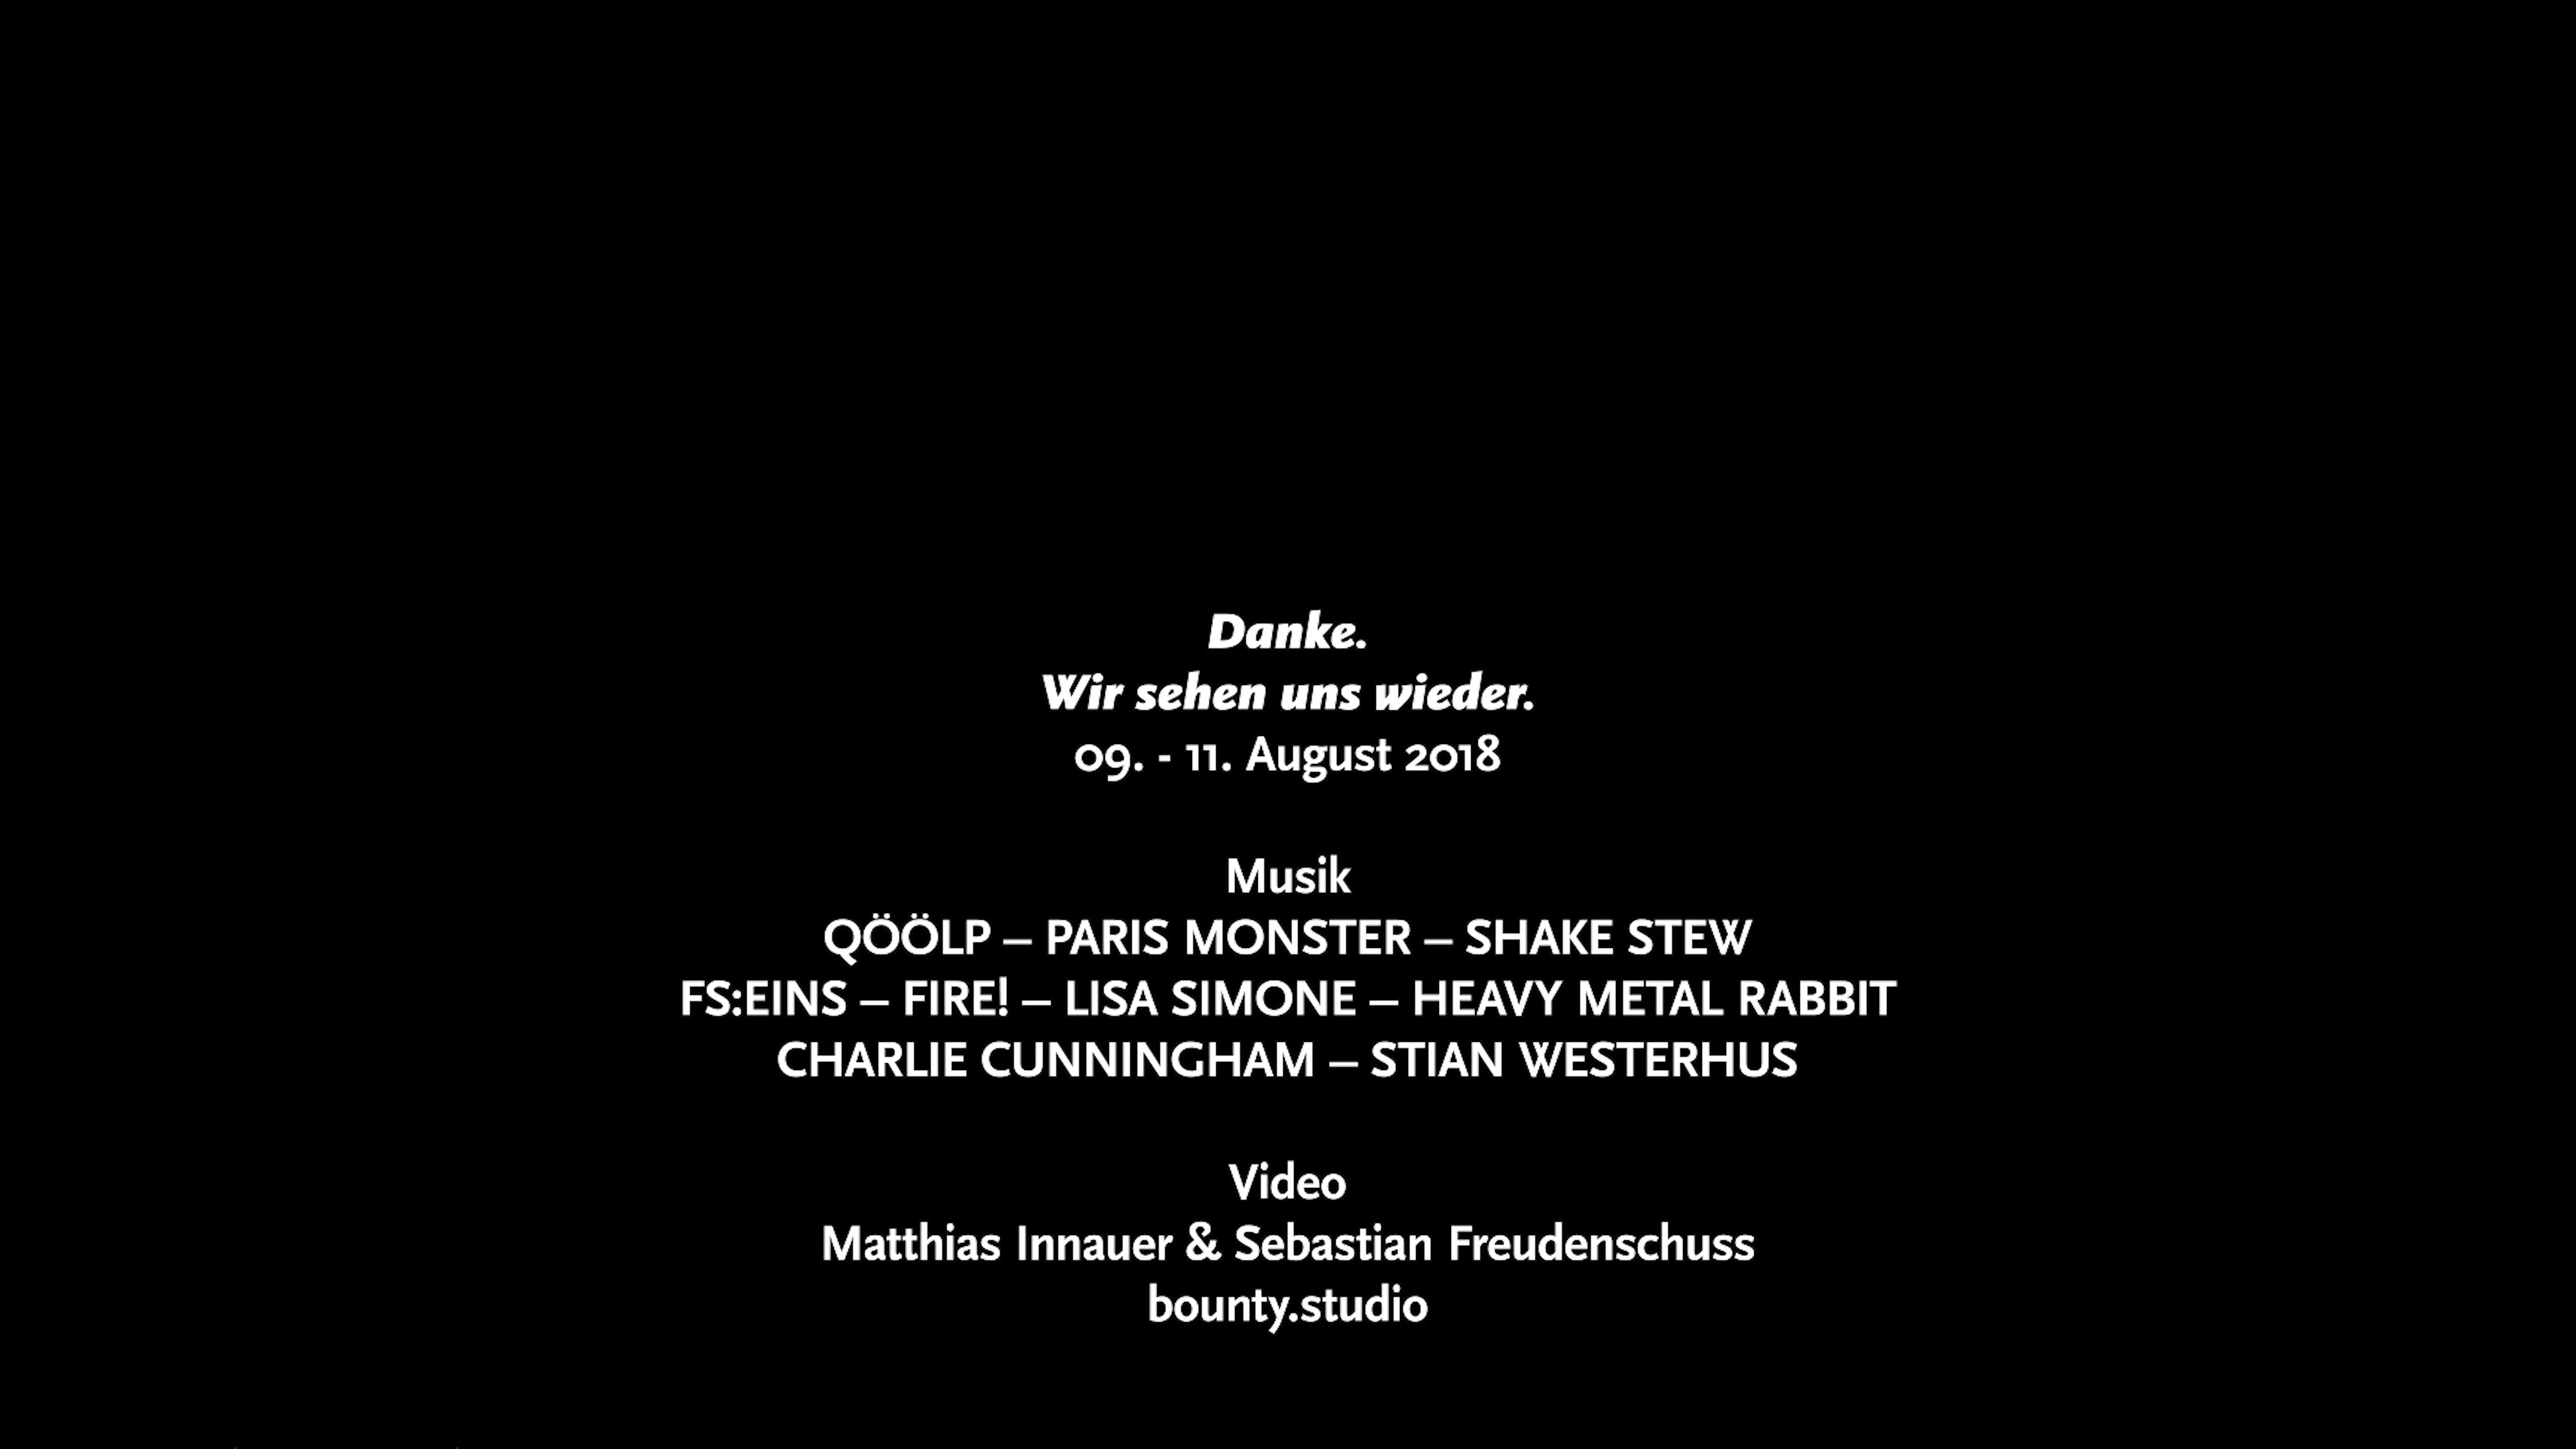 Danke.
Wir sehen uns wieder.
09. - 11. August 2018
Musik
QÖÖLP – PARIS MONSTER – SHAKE STEW
FS:EINS – FIRE! – LISA SIMONE – HEAVY METAL RABBIT
CHARLIE CUNNINGHAM – STIAN WESTERHUS
Video
Matthias Innauer & Sebastian Freudenschuss
bounty.studio